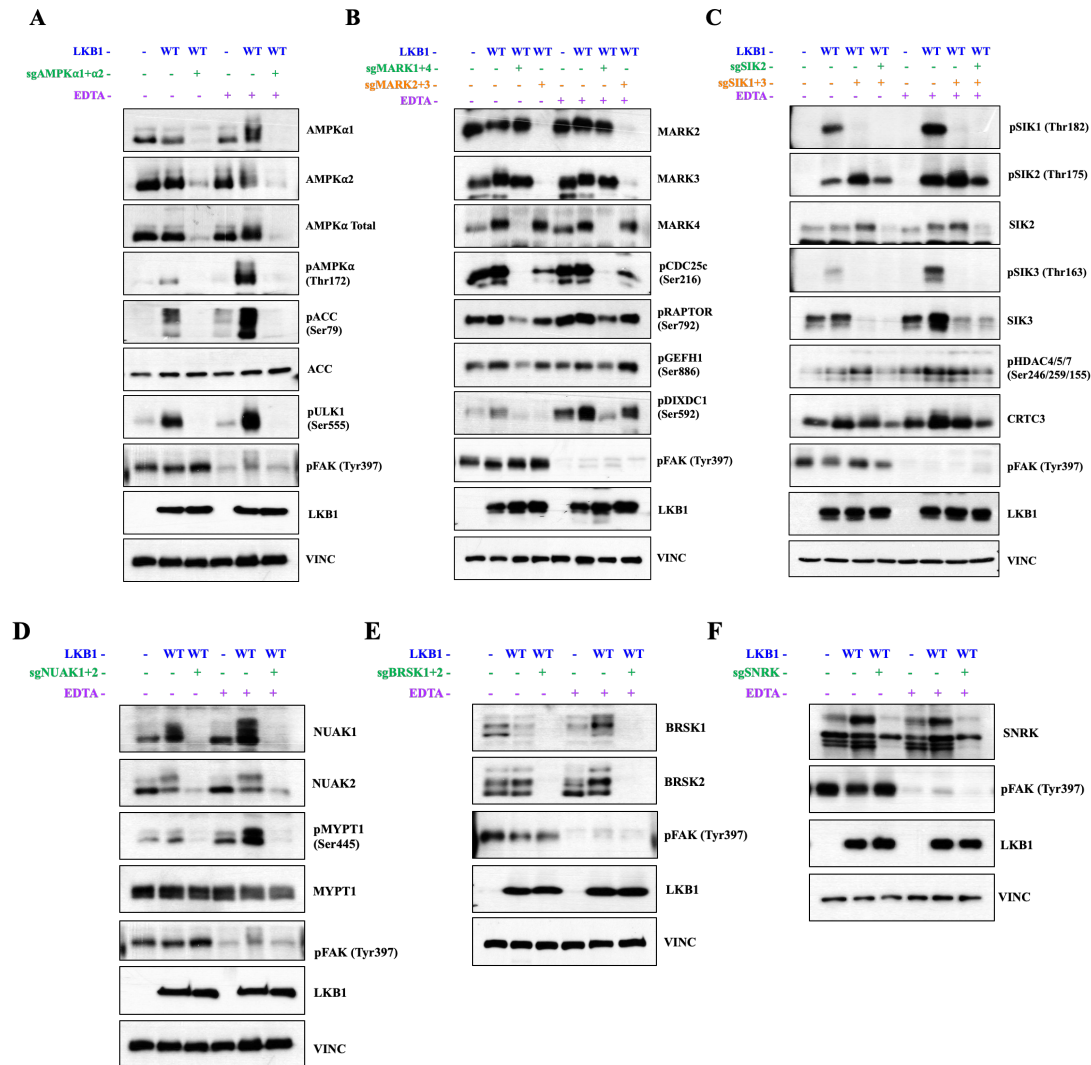 A
LKB1 - - WT WT - WT WT
sgAMPKα1+α2 - - - + - - +
EDTA - - - - + + +
AMPKα1
AMPKα2
AMPKα Total
pAMPKα
(Thr172)
pACC
(Ser79)
ACC
pULK1
(Ser555)
pFAK (Tyr397)
LKB1
VINC
B
LKB1 - - WT WT WT - WT WT WT
sgMARK1+4 - - - + - - - + -
sgMARK2+3 - - - - + - - - +
EDTA - - - - - + + + +
MARK2
MARK3
MARK4
pCDC25c
(Ser216)
pRAPTOR
(Ser792)
pGEFH1
(Ser886)
pDIXDC1
(Ser592)
pFAK (Tyr397)
LKB1
VINC
C
LKB1 - - WT WT WT - WT WT WT
sgSIK2 - - - - + - - - +
sgSIK1+3 - - - + + - - + +
EDTA - - - - - + + + +
pSIK1 (Thr182)
pSIK2 (Thr175)
SIK2
pSIK3 (Thr163)
SIK3
pHDAC4/5/7
(Ser246/259/155)
CRTC3
pFAK (Tyr397)
LKB1
VINC
D
LKB1 - - WT WT - WT WT
sgNUAK1+2 - - - + - - +
EDTA - - - - + + +
NUAK1
NUAK2
pMYPT1
(Ser445)
MYPT1
pFAK (Tyr397)
LKB1
VINC
E
LKB1 - - WT WT - WT WT
sgBRSK1+2 - - - + - - +
EDTA - - - - + + +
BRSK1
BRSK2
pFAK (Tyr397)
LKB1
VINC
F
LKB1 - - WT WT - WT WT
sgSNRK - - - + - - +
EDTA - - - - + + +
SNRK
pFAK (Tyr397)
LKB1
VINC